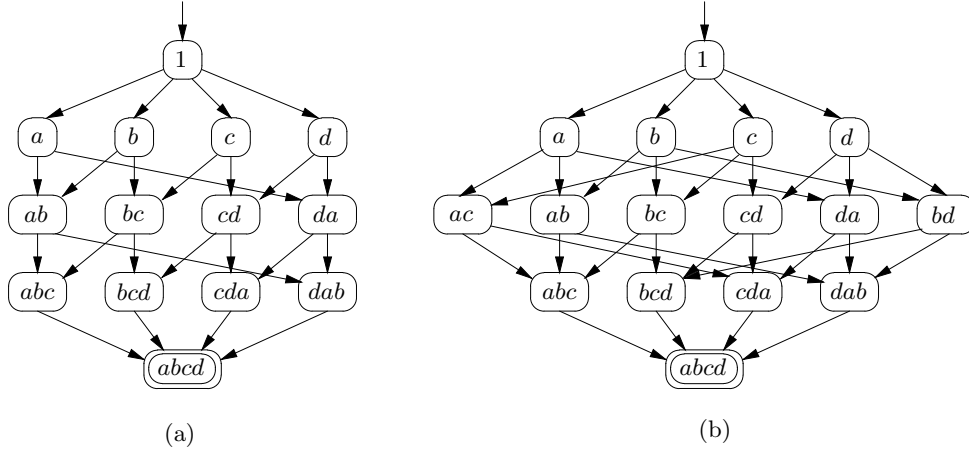 1 1
a b c d a b c d
ab bc cd da ac ab bc cd da bd
abc bcd cda dab abc bcd cda dab
abcd abcd
(a) (b)